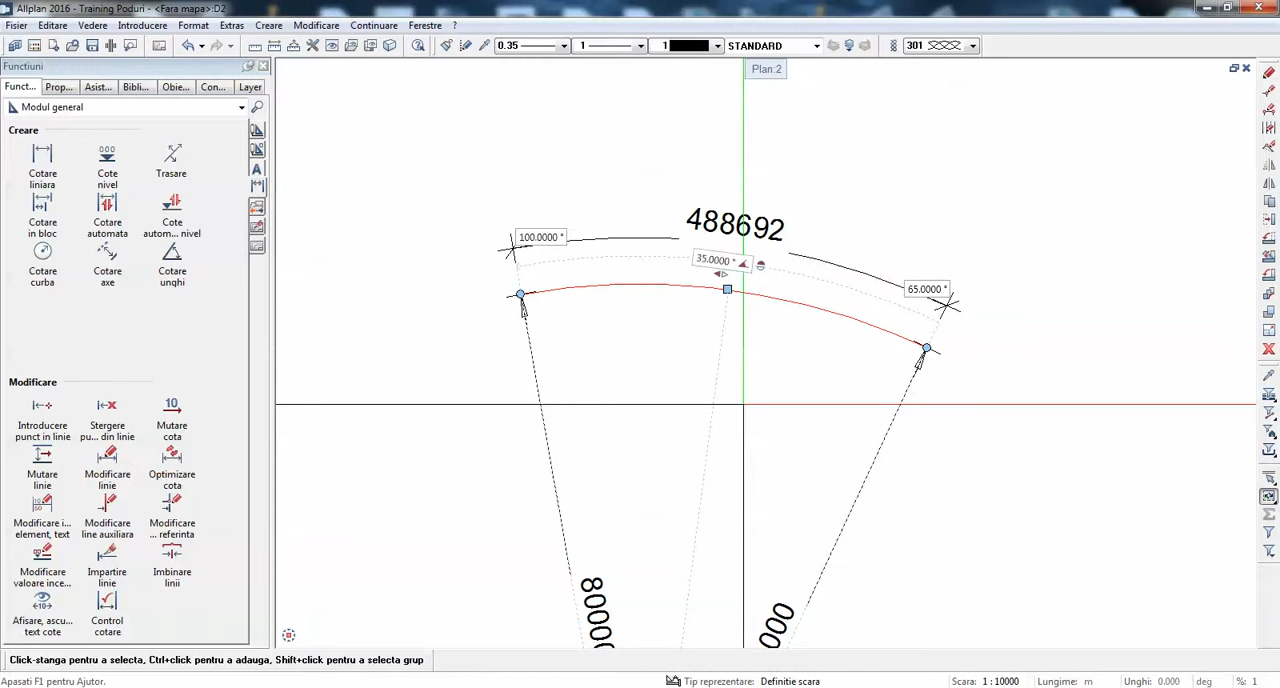 Allplan 2016 - Training Poduri - <Fara mapa>:D2
Fisier Editare Vedere Introducere Format Extras Creare Modificare Continuare Ferestre ?
0.35 1 1 STANDARD 301
Functiuni
Plan:2
Funct... Prop... Asist... Bibli... Obie... Con... Layer
Modul general
Creare
Cotare liniara
Cote nivel
Trasare
Cotare in bloc
Cotare automata
Cote autom... nivel
Cotare curba
Cotare axe
Cotare unghi
Modificare
Introducere punct in linie
Stergere pu... din linie
Mutare cota
Mutare linie
Modificare linie
Optimizare cota
Modificare i... element, text
Modificare line auxiliara
Modificare ... referinta
Modificare valoare ince...
Impartire linie
Imbinare linii
Afisare, ascu... text cote
Control cotare
488692
100.0000 °
35.0000 °
65.0000 °
Click-stanga pentru a selecta, Ctrl+click pentru a adauga, Shift+click pentru a selecta grup
Apasati F1 pentru Ajutor.
Tip reprezentare: Definitie scara
Scara: 1 : 10000
Lungime: m
Unghi: 0.000 deg
%: 1